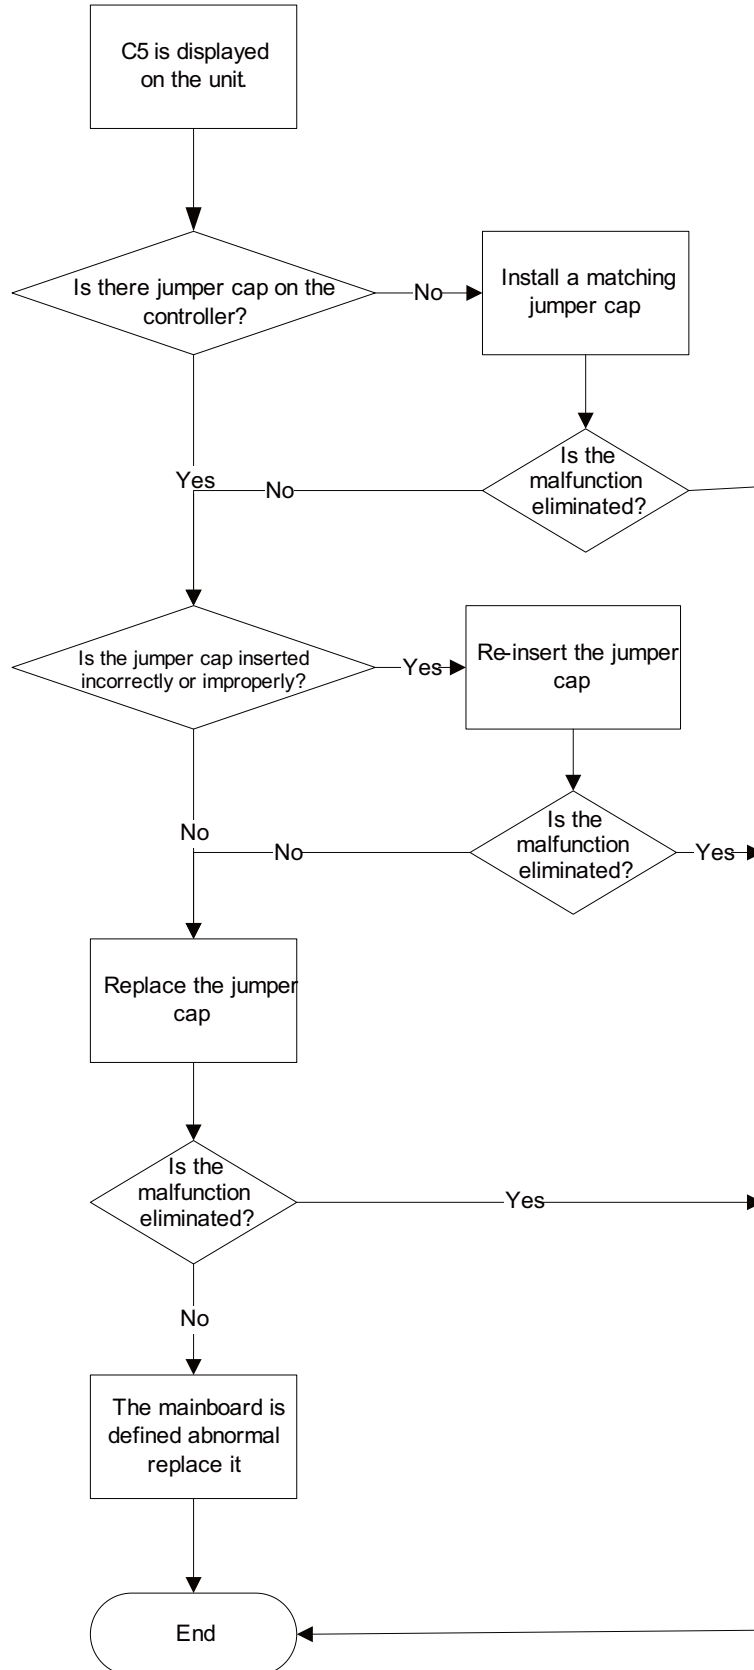 C5 is displayed
on the unit.
Is there jumper cap on the
controller?
No
Install a matching
jumper cap
Yes
No
Is the
malfunction
eliminated?
Is the jumper cap inserted
incorrectly or improperly?
Yes
Re-insert the jumper
cap
No
No
Is the
malfunction
eliminated?
Yes
Replace the jumper
cap
Is the
malfunction
eliminated?
Yes
No
The mainboard is
defined abnormal
replace it
End